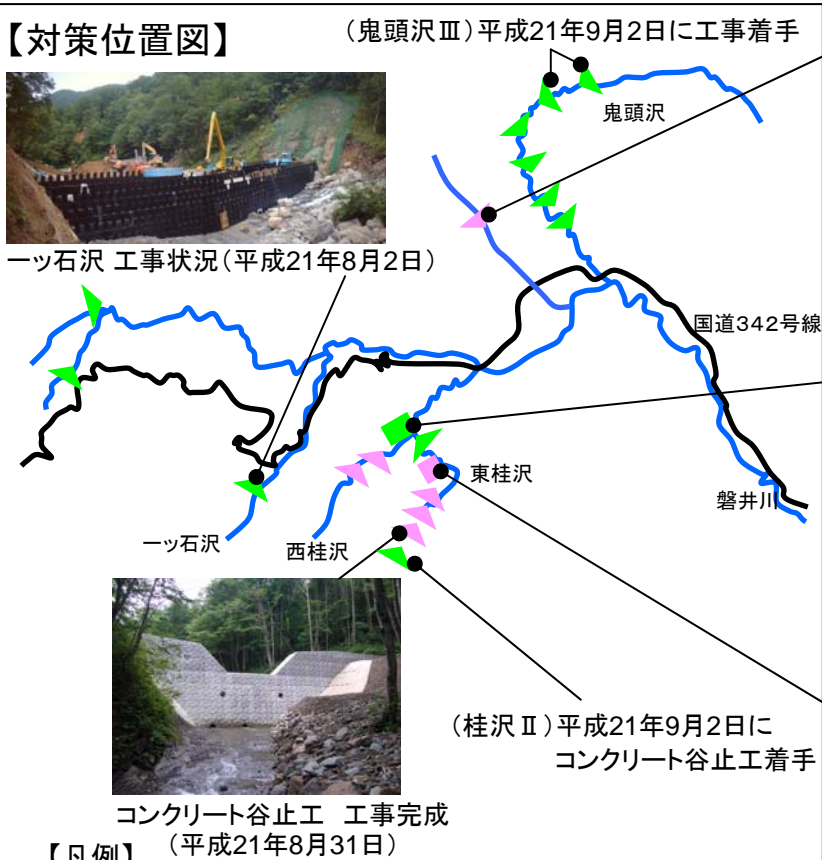 【対策位置図】
(鬼頭沢Ⅲ)平成21年9月2日に工事着手
鬼頭沢
一ッ石沢 工事状況(平成21年8月2日)
国道342号線
東桂沢
磐井川
一ッ石沢
西桂沢
(桂沢Ⅱ)平成21年9月2日に
コンクリート谷止工着手
コンクリート谷止工 工事完成
(平成21年8月31日)
【凡例】